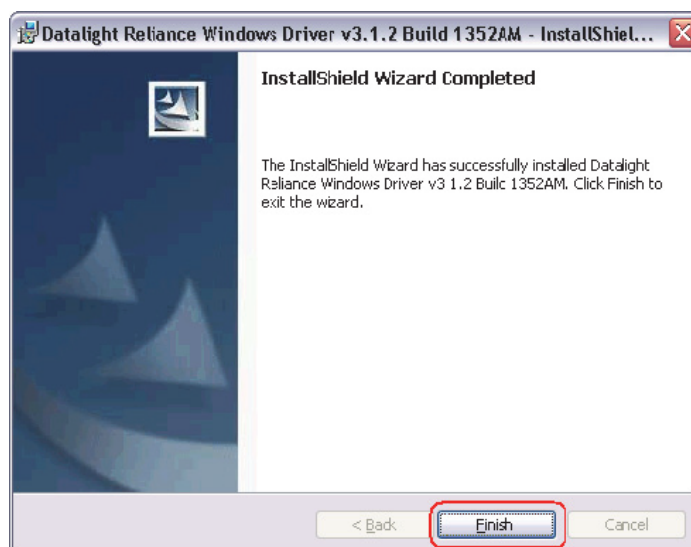 Datalight Reliance Windows Driver v3.1.2 Build 1352AM - InstallShiel...
InstallShield Wizard Completed
The InstallShield Wizard has successfully installed Datalight
Reliance Windows Driver v3 1.2 Build 1352AM. Click Finish to
exit the wizard.
< Back
Finish
Cancel